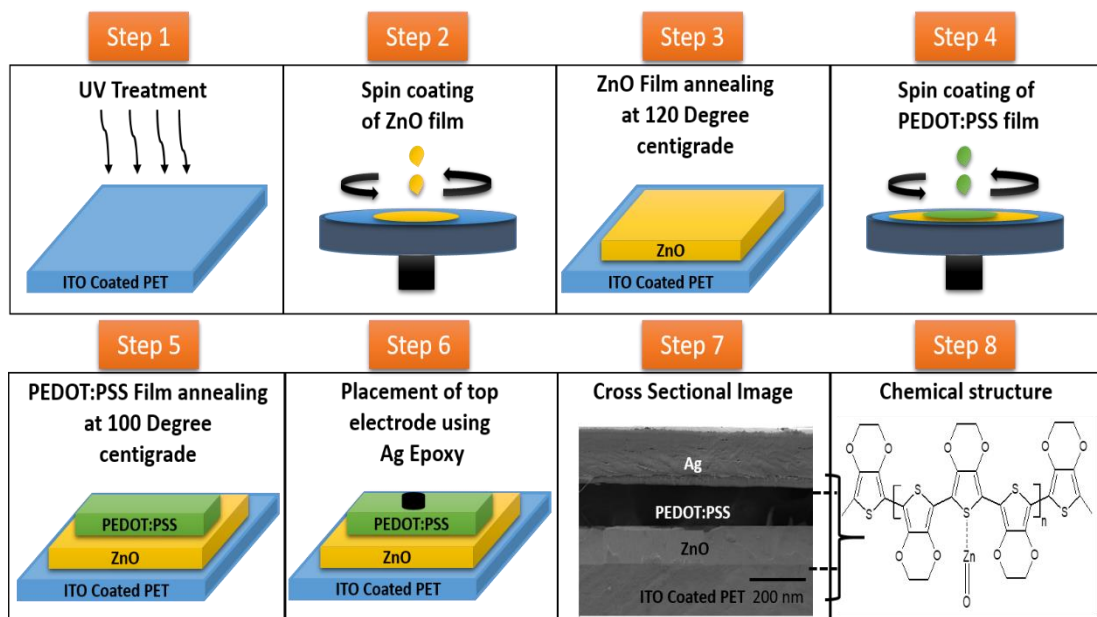 Step 1
UV Treatment
ITO Coated PET
Step 2
Spin coating
of ZnO film
Step 3
ZnO Film annealing
at 120 Degree
centigrade
ZnO
ITO Coated PET
Step 4
Spin coating of
PEDOT:PSS film
Step 5
PEDOT:PSS Film annealing
at 100 Degree
centigrade
PEDOT:PSS
ZnO
ITO Coated PET
Step 6
Placement of top
electrode using
Ag Epoxy
PEDOT:PSS
ZnO
ITO Coated PET
Step 7
Cross Sectional Image
Ag
PEDOT:PSS
ZnO
ITO Coated PET
200 nm
Step 8
Chemical structure
O O O O O O
S S S
S S n
O O O O
Zn
O